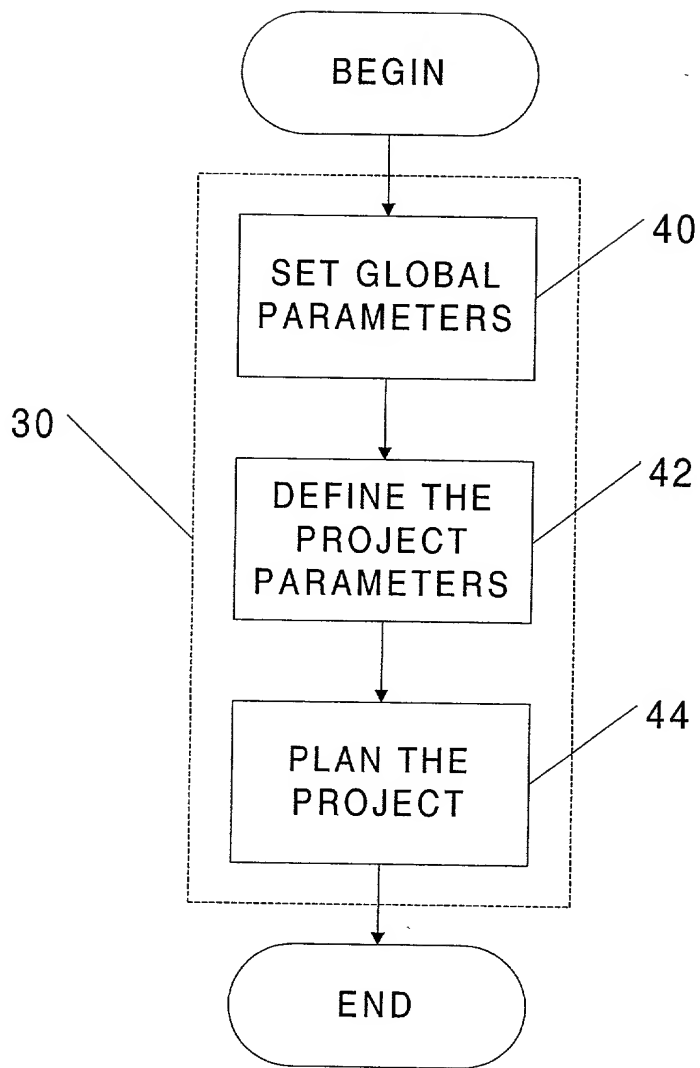 BEGIN
40
SET GLOBAL
PARAMETERS
30
42
DEFINE THE
PROJECT
PARAMETERS
44
PLAN THE
PROJECT
END